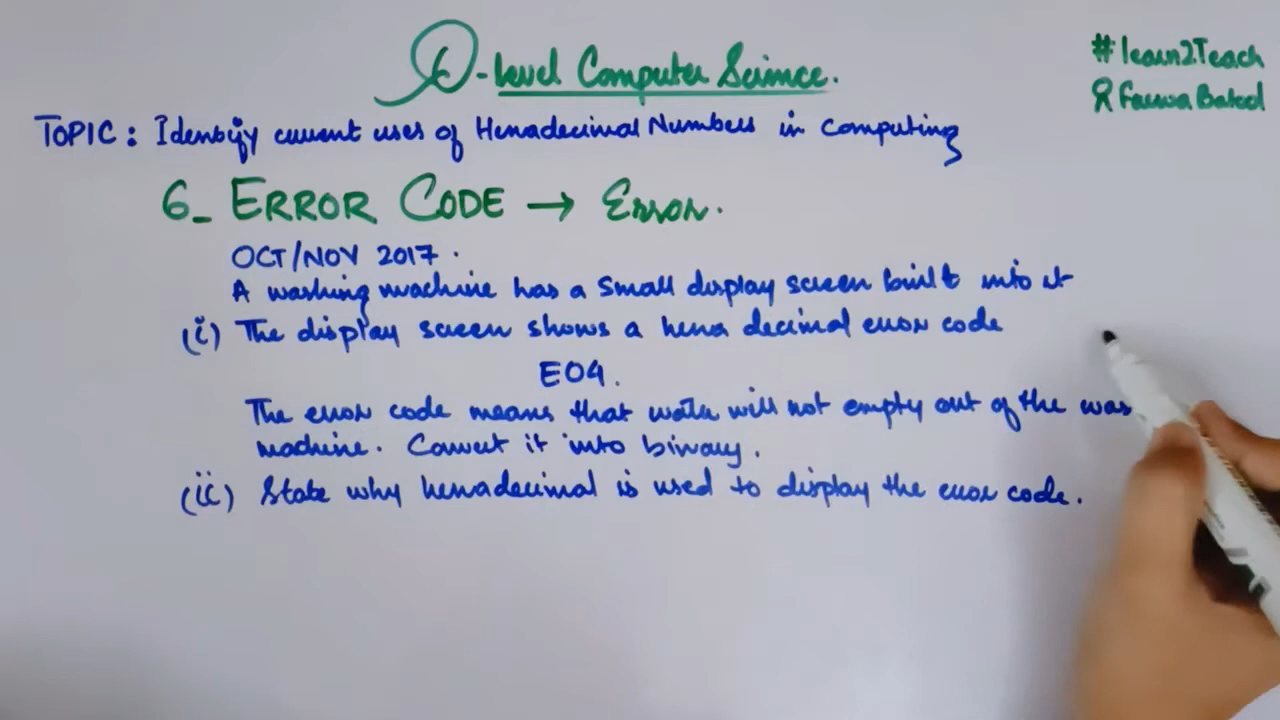 O-Level Computer Science.
#learn2Teach
Farwa Batool
TOPIC: Identify current uses of Hexadecimal Numbers in Computing
6_ ERROR CODE → Error.
OCT/NOV 2017.
A washing machine has a small display screen built into it
(i) The display screen shows a hexa decimal error code
E04.
The error code means that water will not empty out of the was
machine. Convert it into binary.
(ii) State why hexadecimal is used to display the error code.